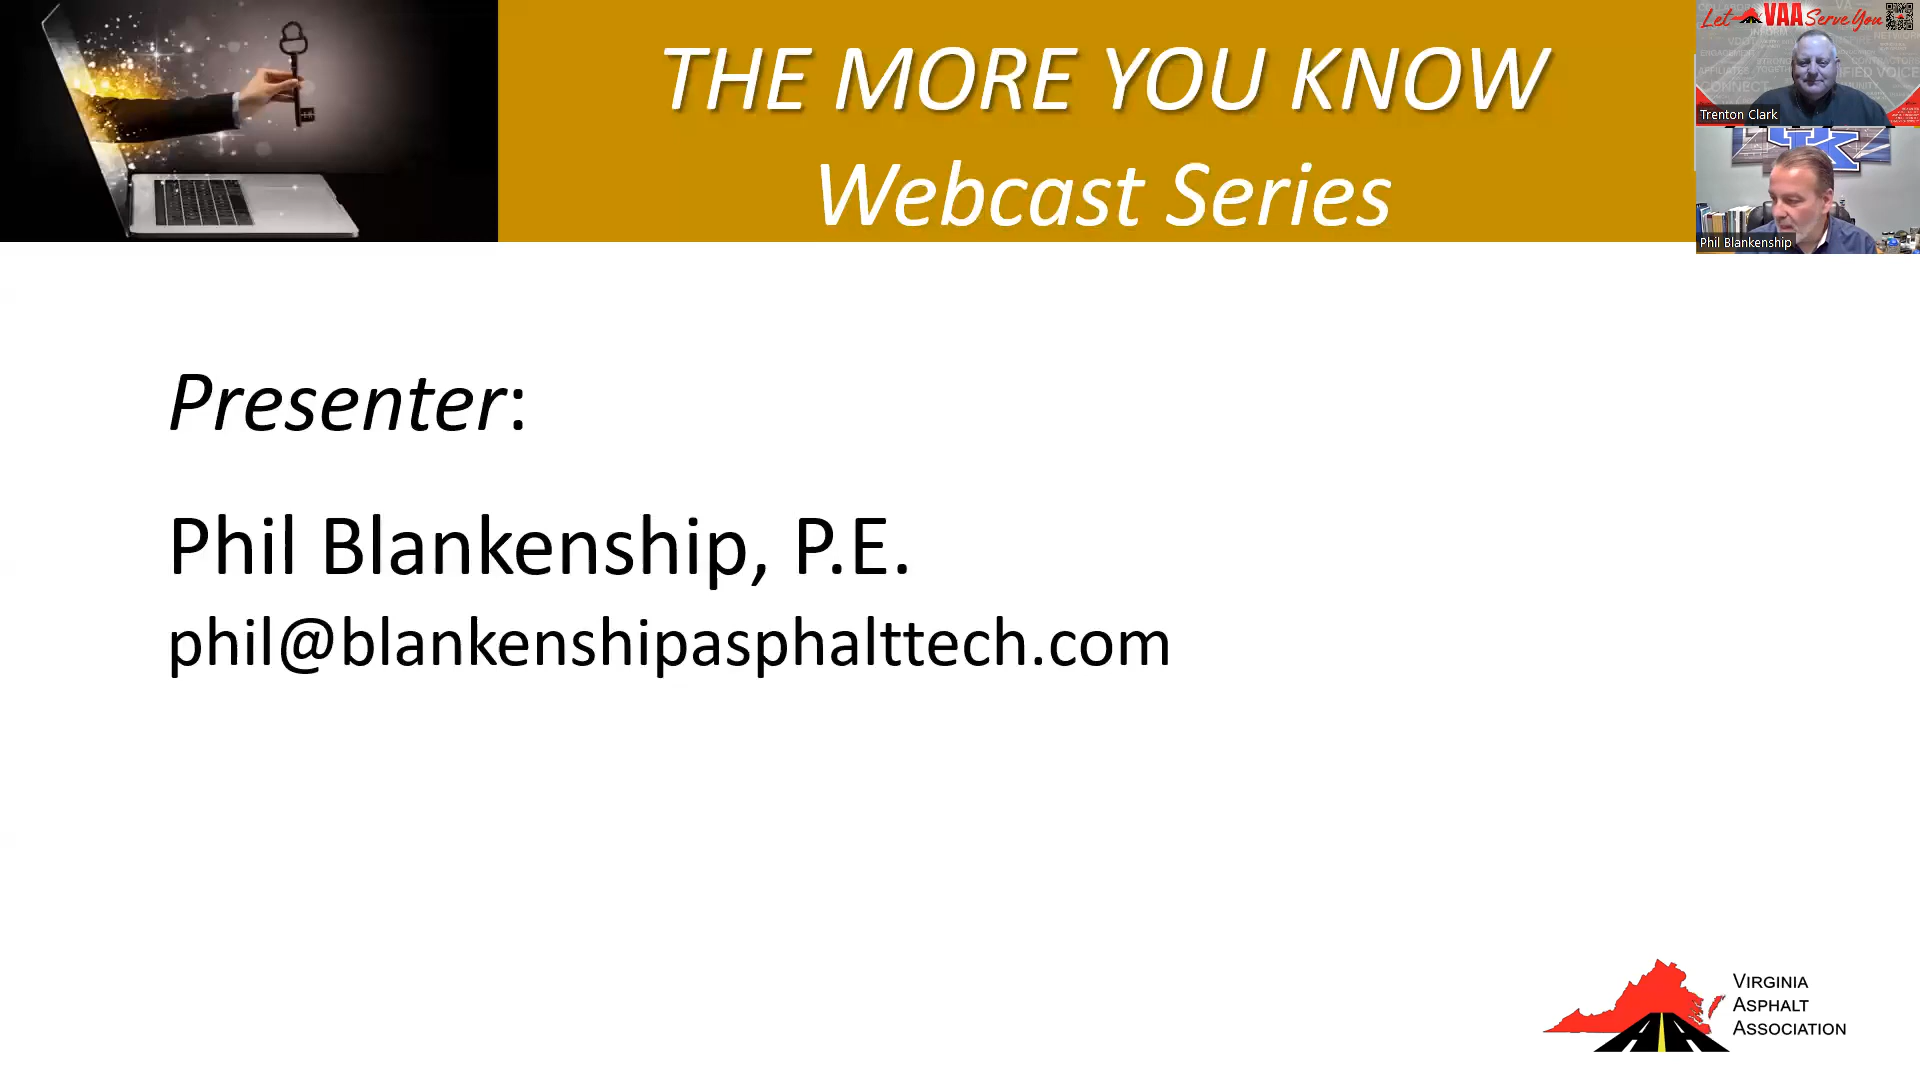 THE MORE YOU KNOW
Webcast Series
Let VAA Serve You
Trenton Clark
Phil Blankenship
Presenter:
Phil Blankenship, P.E.
phil@blankenshipasphalttech.com
VIRGINIA
ASPHALT
ASSOCIATION